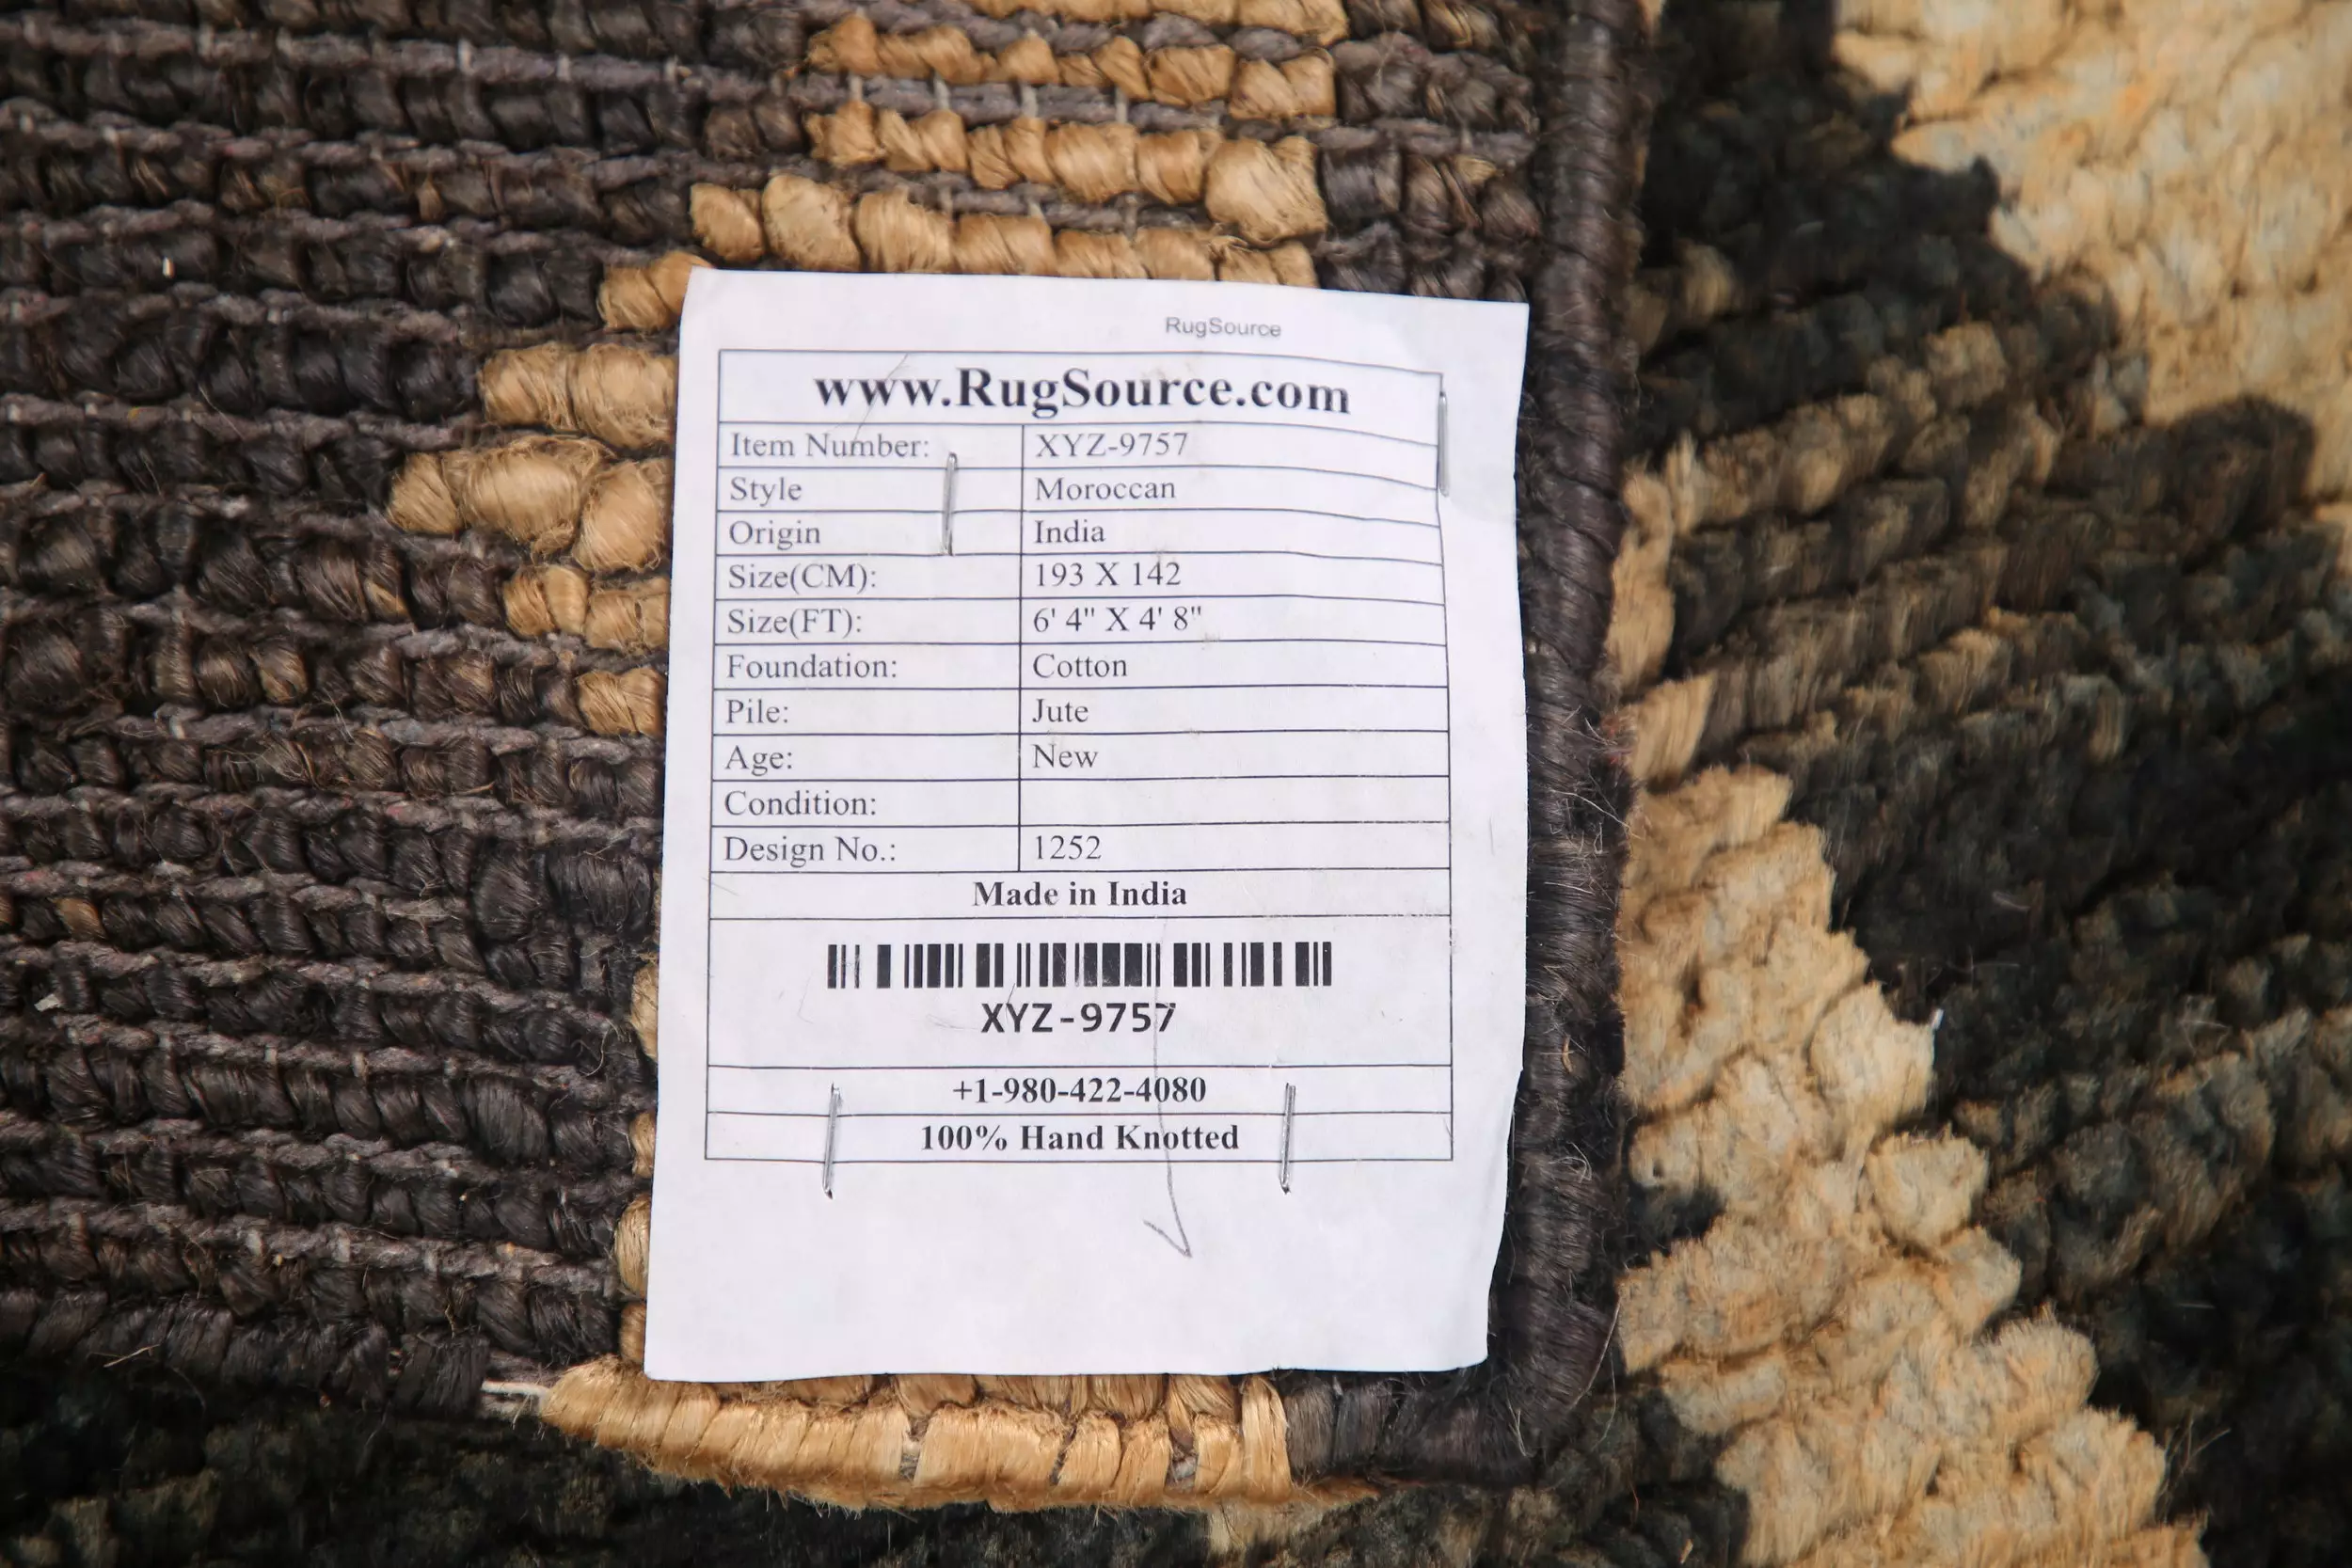 RugSource
www.RugSource.com
Item Number: XYZ-9757
Style Moroccan
Origin India
Size(CM): 193 X 142
Size(FT): 6' 4" X 4' 8"
Foundation: Cotton
Pile: Jute
Age: New
Condition:
Design No.: 1252
Made in India
XYZ-9757
+1-980-422-4080
100% Hand Knotted